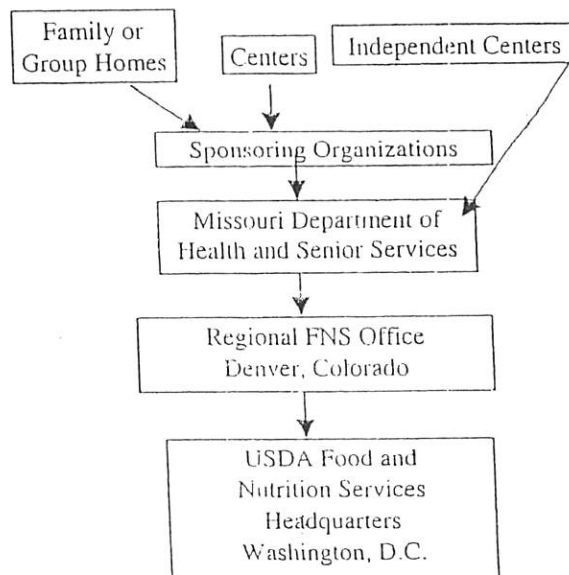 Family or
Group Homes
Centers
Independent Centers
Sponsoring Organizations
Missouri Department of
Health and Senior Services
Regional FNS Office
Denver, Colorado
USDA Food and
Nutrition Services
Headquarters
Washington, D.C.